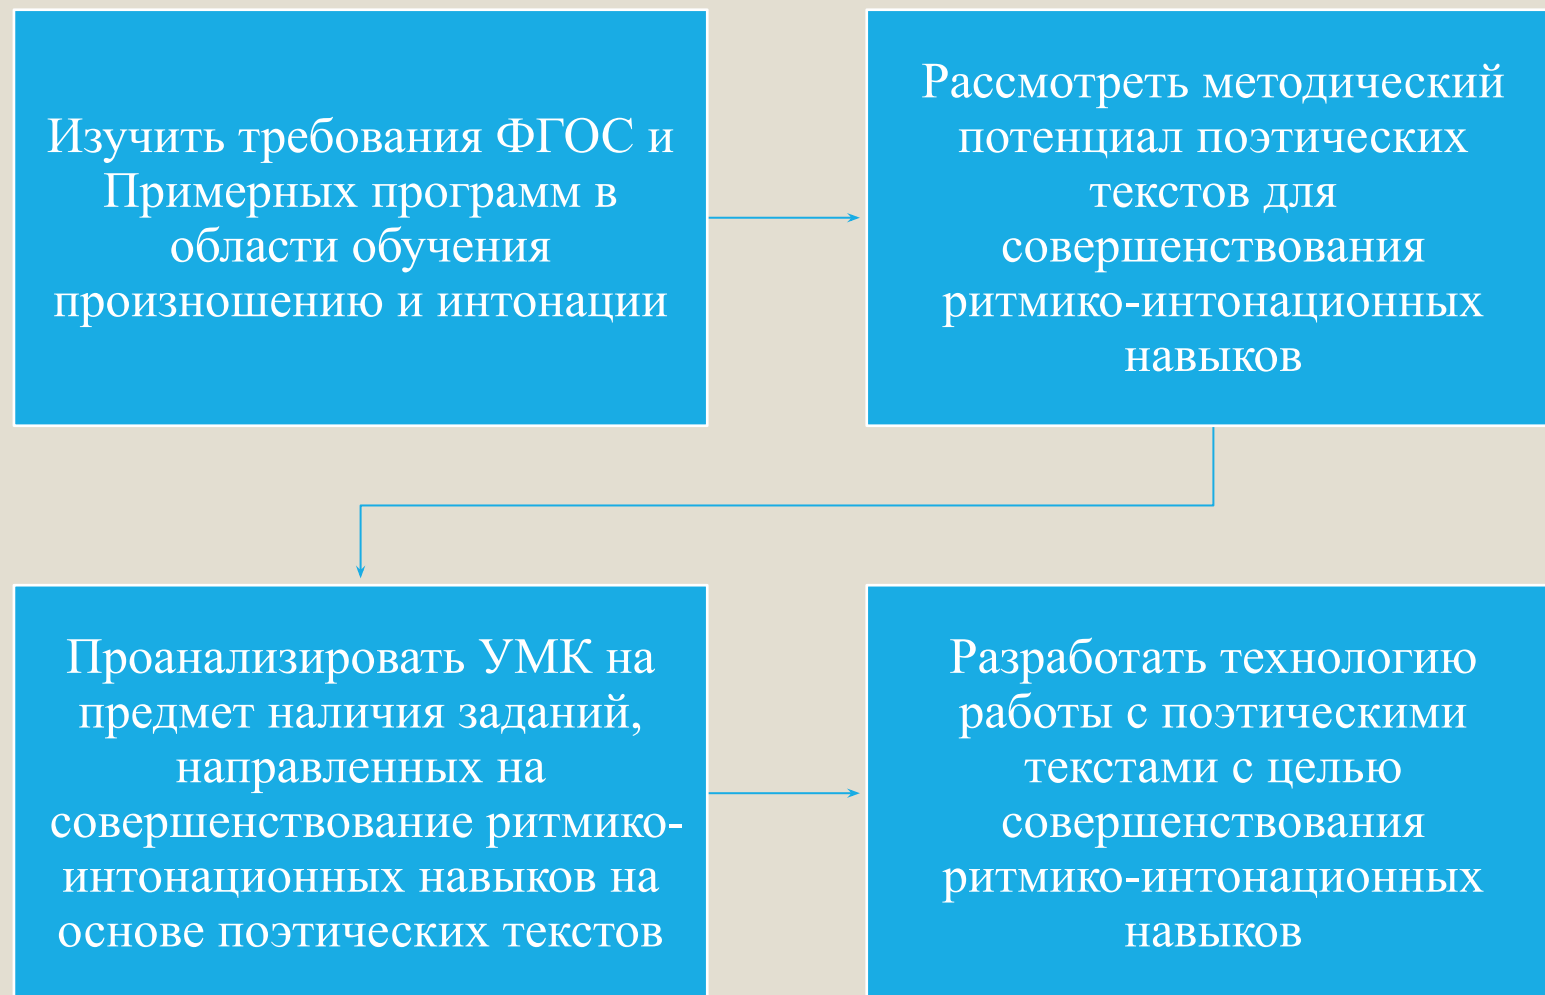 Изучить требования ФГОС и
Примерных программ в
области обучения
произношению и интонации
Рассмотреть методический
потенциал поэтических
текстов для
совершенствования
ритмико-интонационных
навыков
Проанализировать УМК на
предмет наличия заданий,
направленных на
совершенствование ритмико-
интонационных навыков на
основе поэтических текстов
Разработать технологию
работы с поэтическими
текстами с целью
совершенствования
ритмико-интонационных
навыков